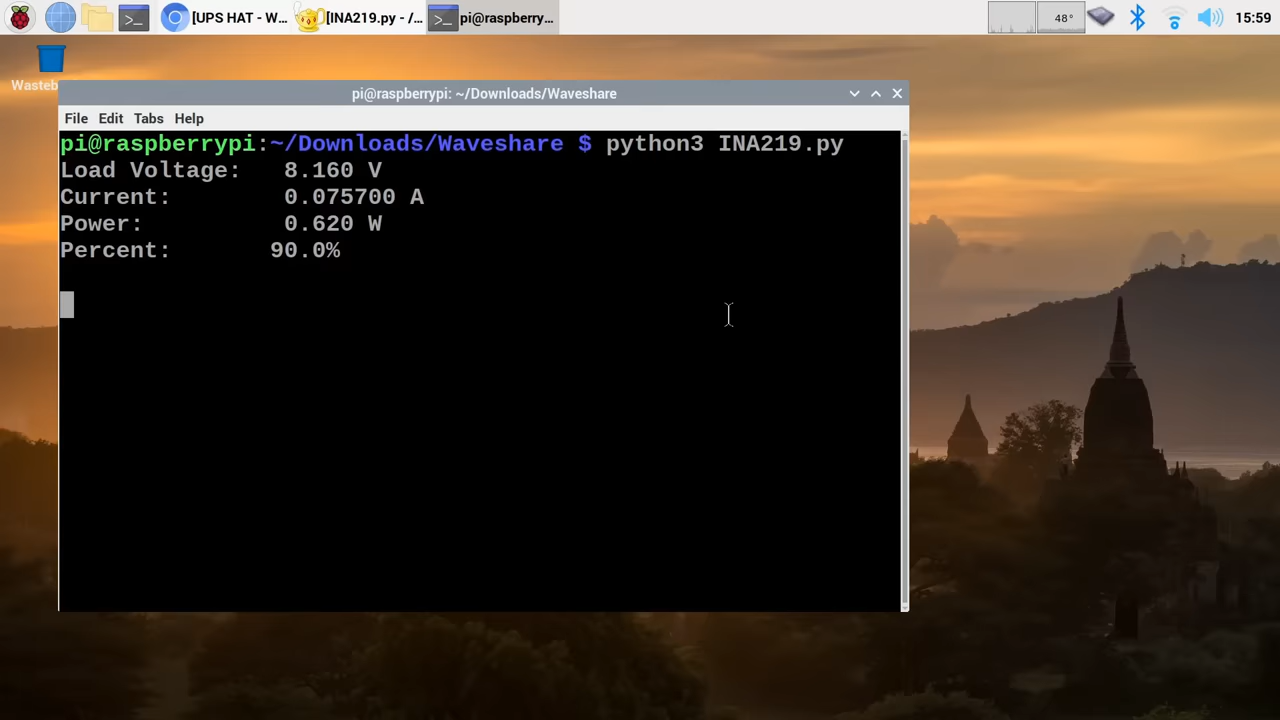 [UPS HAT - W... [INA219.py - /... pi@raspberry... 48° 15:59
Wasteb
pi@raspberrypi: ~/Downloads/Waveshare
File Edit Tabs Help
pi@raspberrypi:~/Downloads/Waveshare $ python3 INA219.py
Load Voltage: 8.160 V
Current: 0.075700 A
Power: 0.620 W
Percent: 90.0%